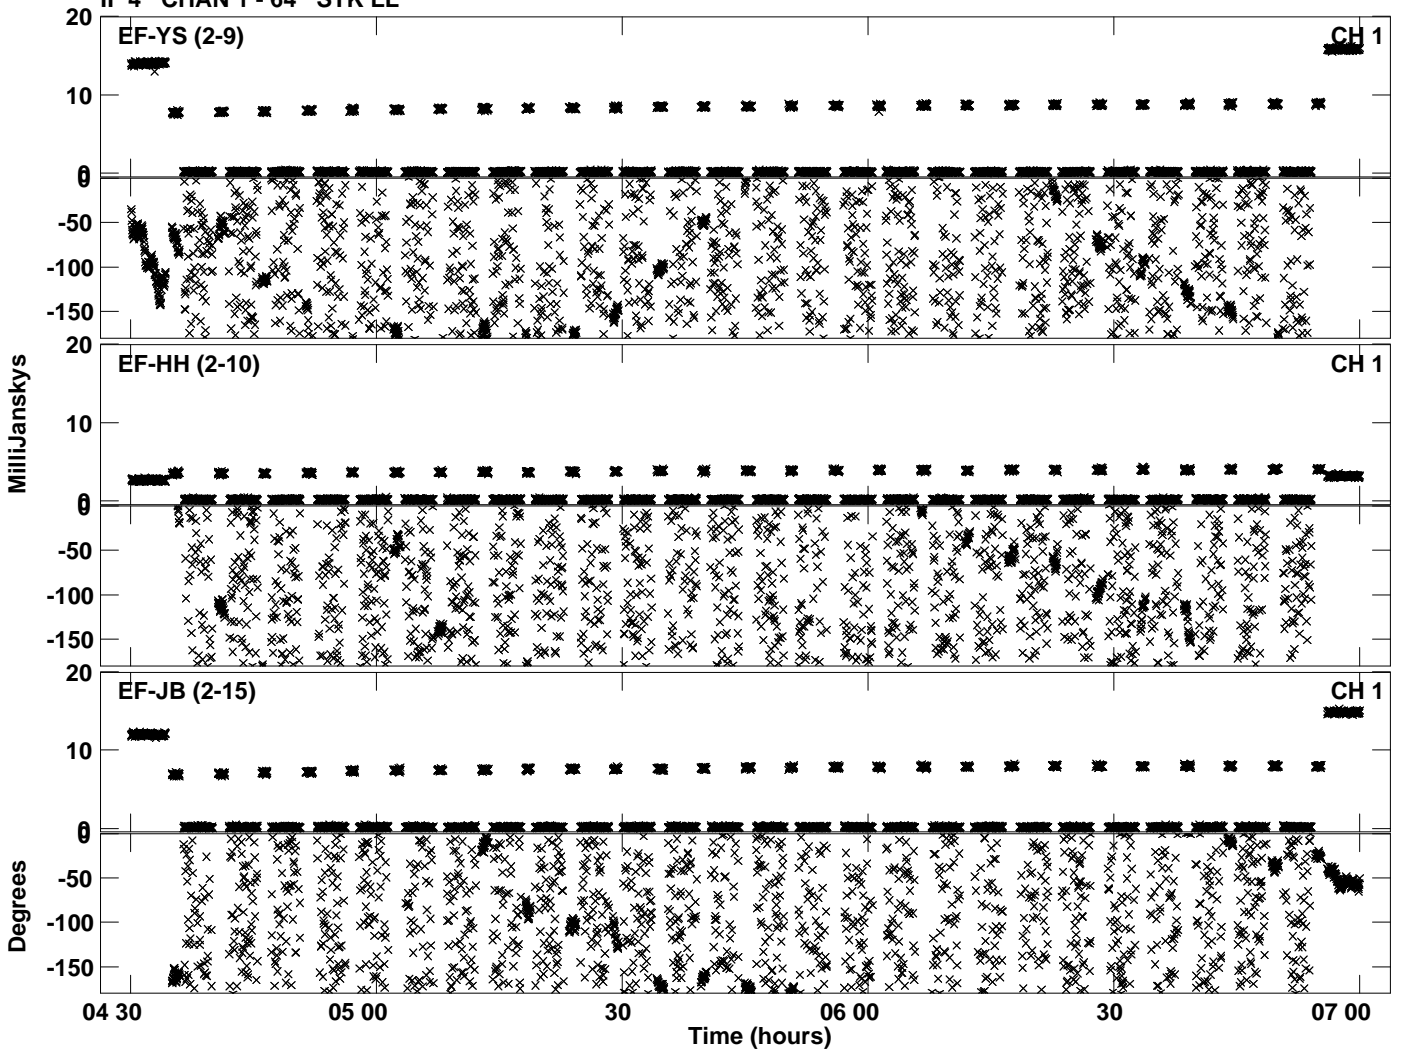 IF 4 CHAN 1 - 64 STK LL
20
EF-YS (2-9)
CH 1
10
0
0
-50
-100
-150
20
EF-HH (2-10)
CH 1
10
0
0
-50
-100
-150
20
EF-JB (2-15)
CH 1
10
0
0
-50
-100
-150
MilliJanskys
Degrees
04 30
05 00
30
06 00
30
07 00
Time (hours)